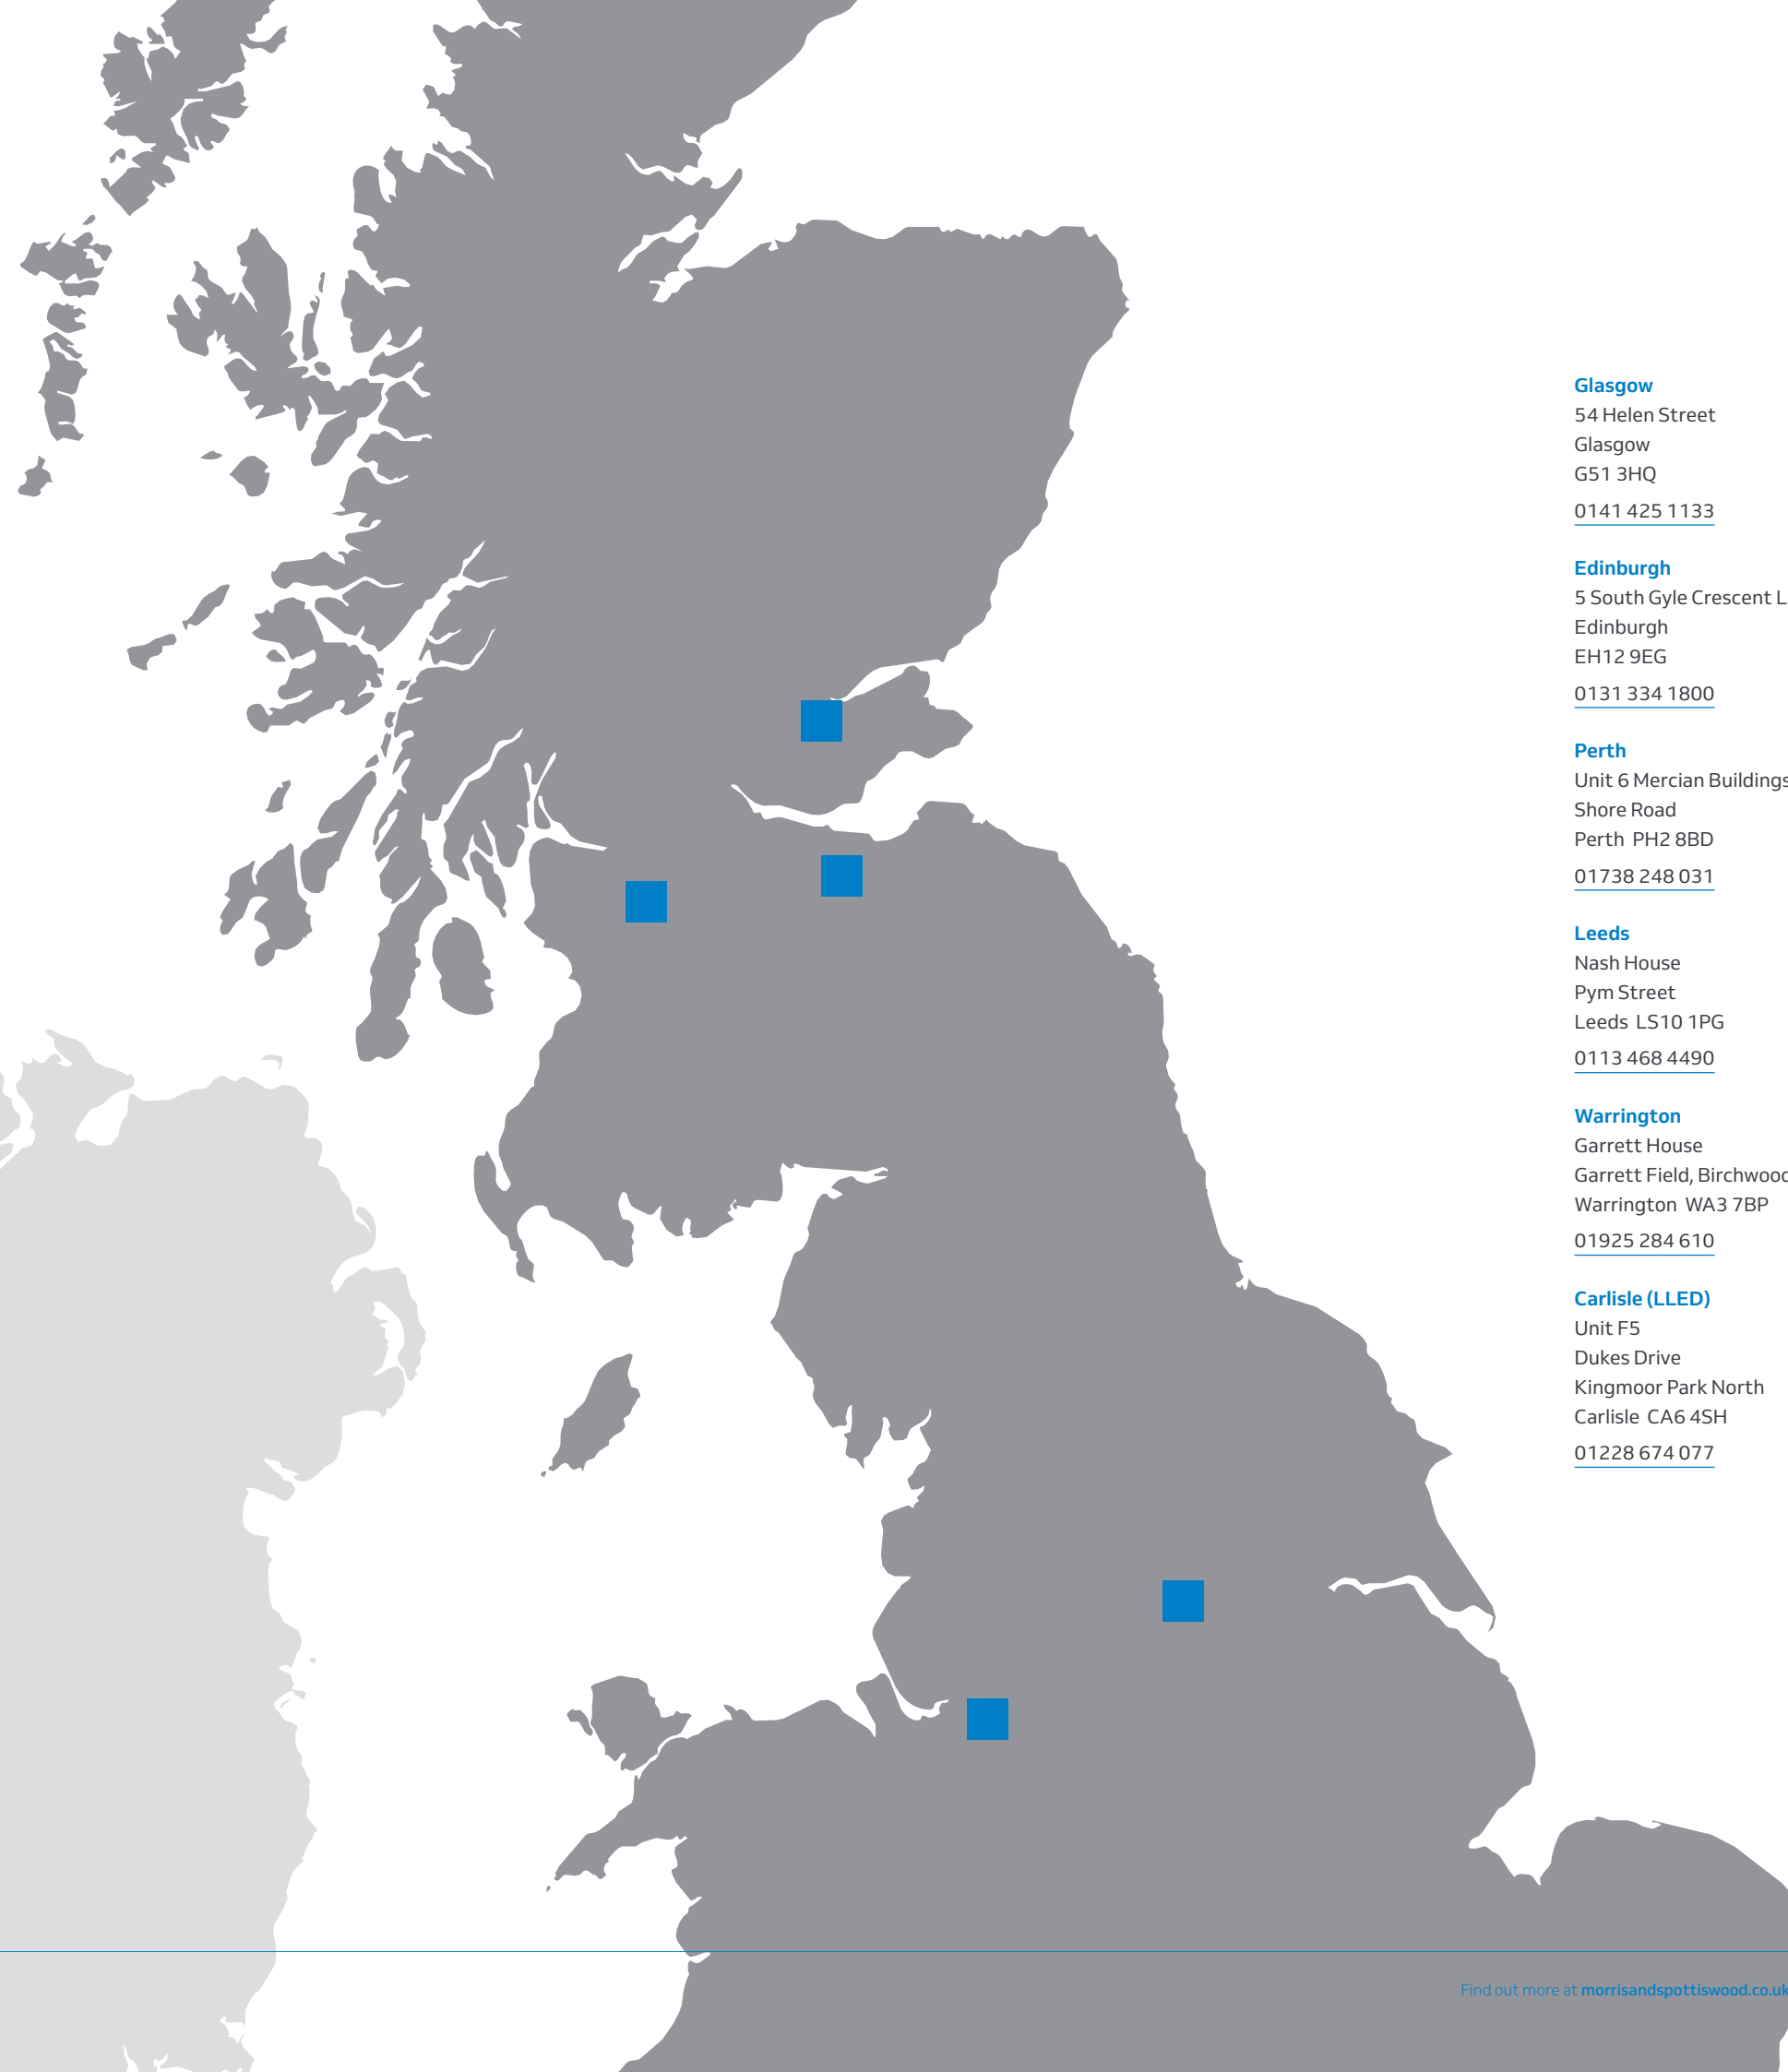 Glasgow
54 Helen Street
Glasgow
G51 3HQ
0141 425 1133
Edinburgh
5 South Gyle Crescent L
Edinburgh
EH12 9EG
0131 334 1800
Perth
Unit 6 Mercian Buildings
Shore Road
Perth PH2 8BD
01738 248 031
Leeds
Nash House
Pym Street
Leeds LS10 1PG
0113 468 4490
Warrington
Garrett House
Garrett Field, Birchwood
Warrington WA3 7BP
01925 284 610
Carlisle (LLED)
Unit F5
Dukes Drive
Kingmoor Park North
Carlisle CA6 4SH
01228 674 077
Find out more at morrisandspottiswood.co.uk